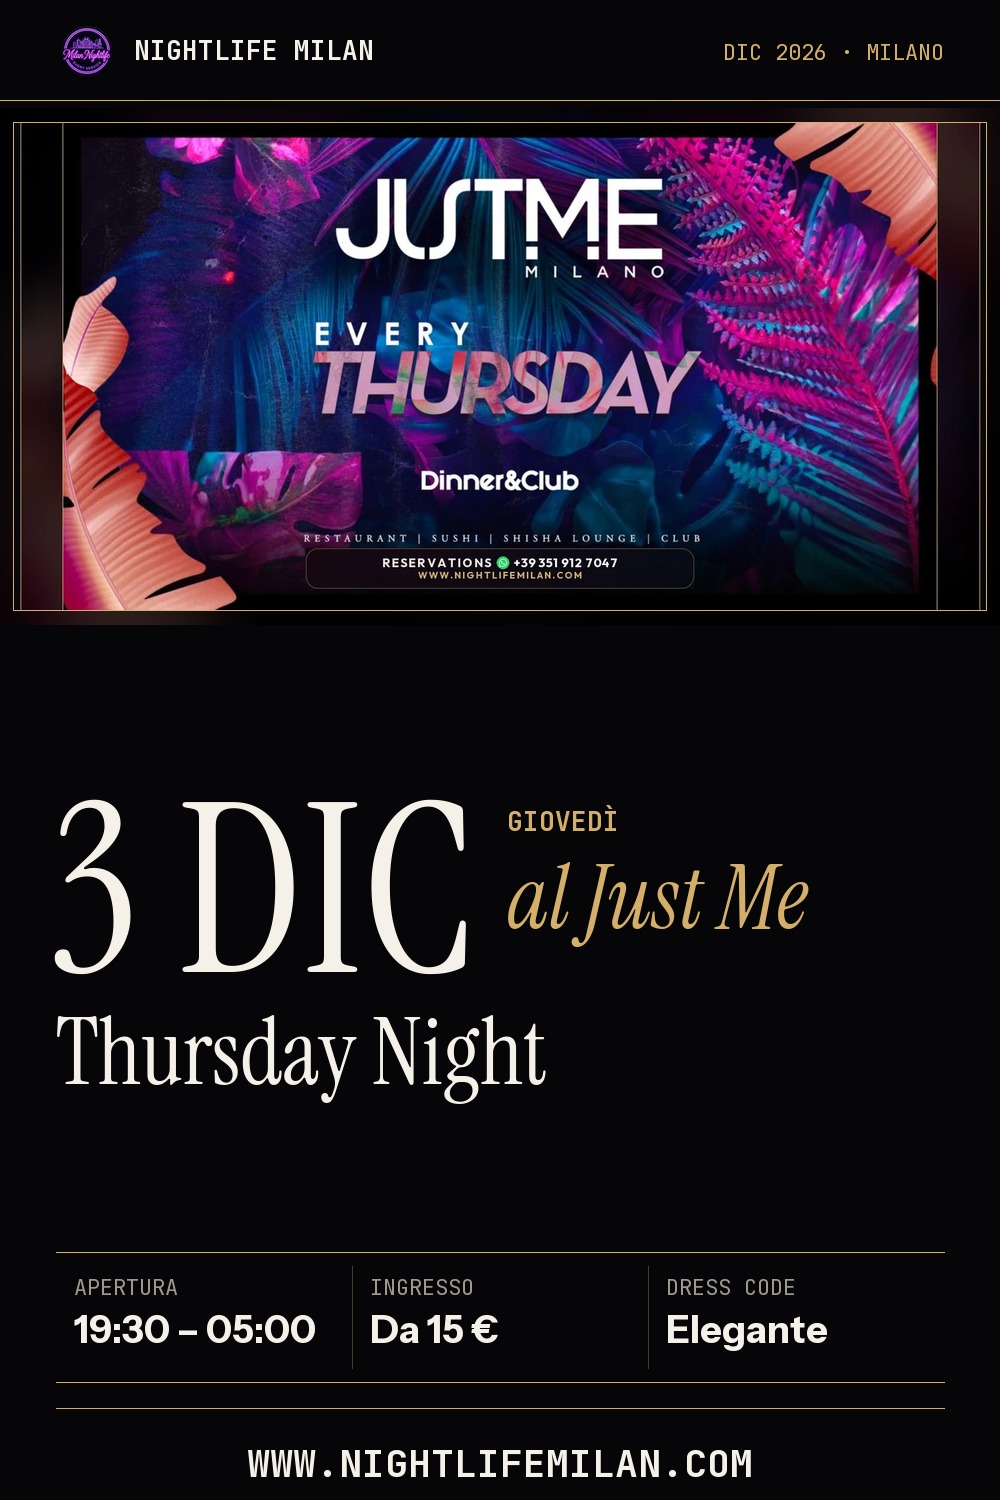 Milan Nightlife
NIGHTLIFE MILAN
DIC 2026 · MILANO
JUSTME
MILANO
EVERY
THURSDAY
Dinner&Club
RESTAURANT | SUSHI | SHISHA LOUNGE | CLUB
RESERVATIONS +39 351 912 7047
WWW.NIGHTLIFEMILAN.COM
3 DIC
GIOVEDÌ
al Just Me
Thursday Night
APERTURA
19:30 – 05:00
INGRESSO
Da 15 €
DRESS CODE
Elegante
WWW.NIGHTLIFEMILAN.COM